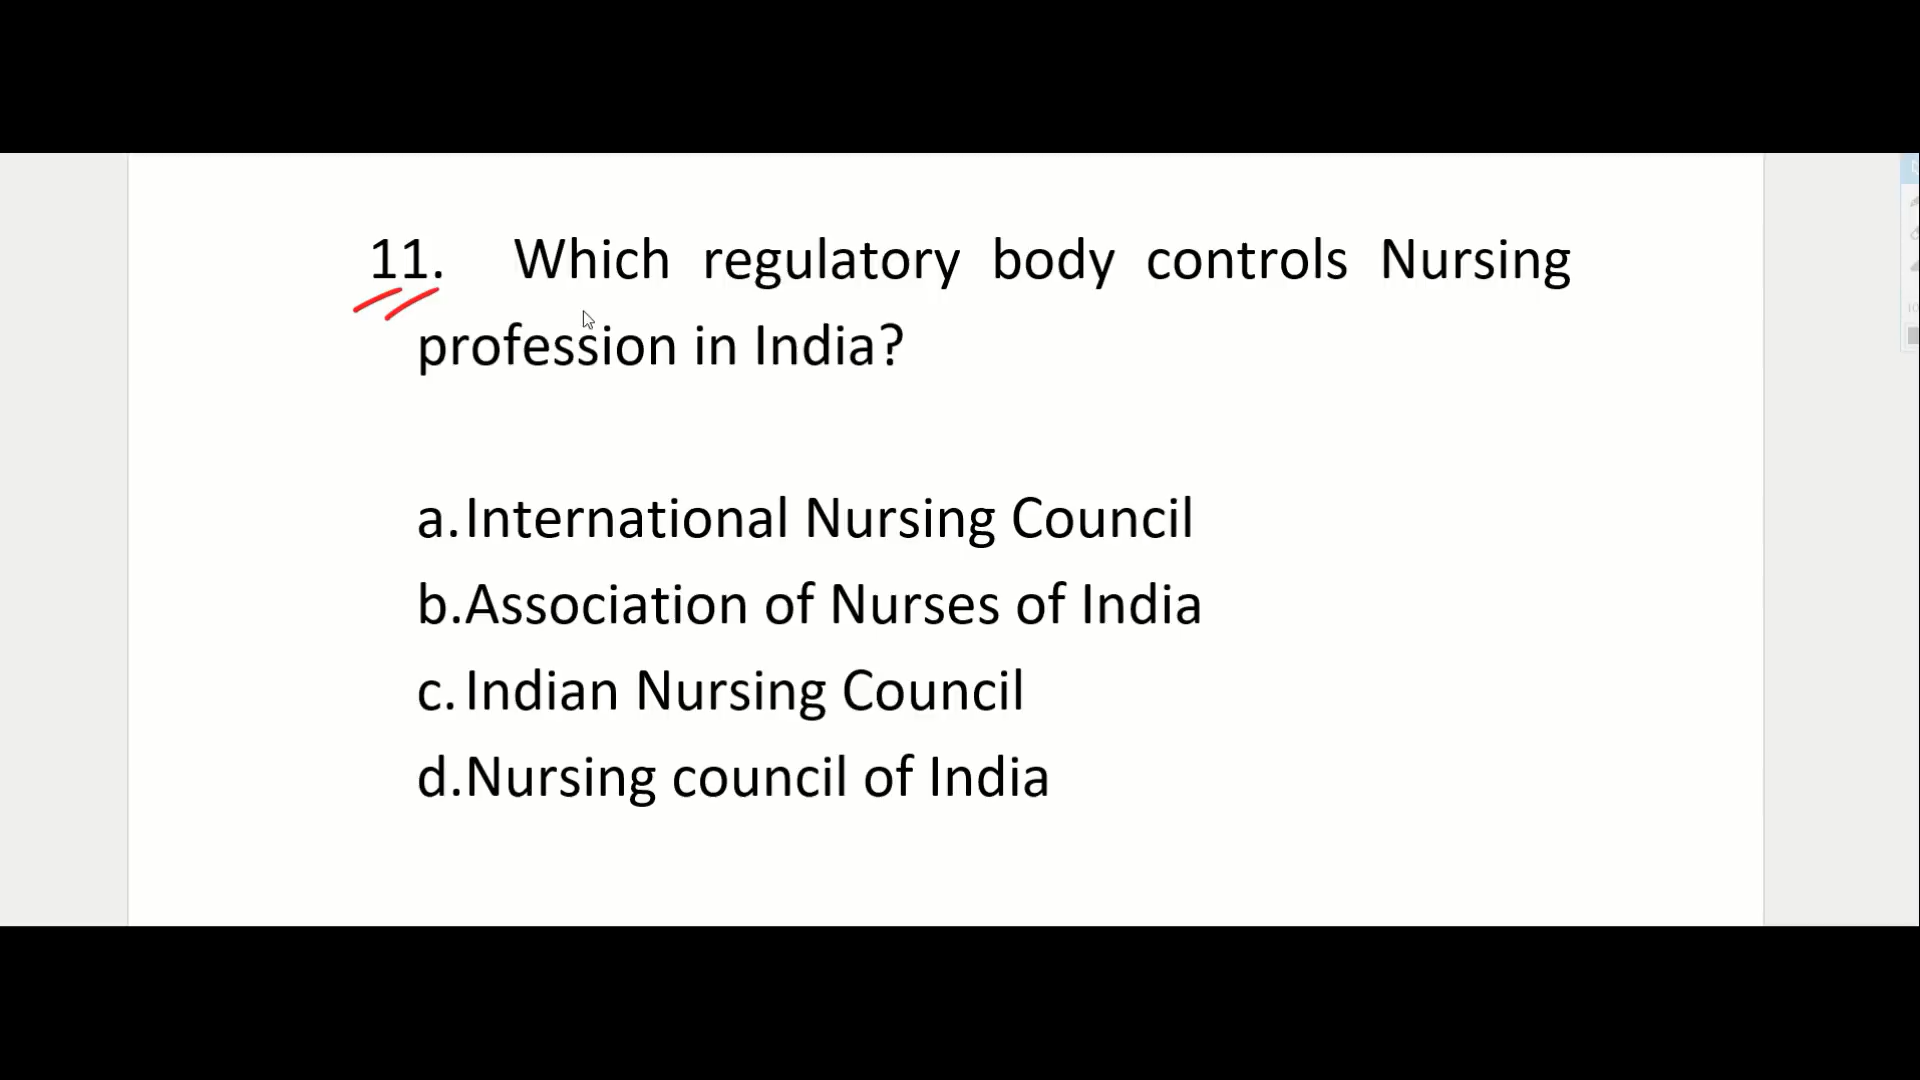 11. Which regulatory body controls Nursing
profession in India?
a. International Nursing Council
b. Association of Nurses of India
c. Indian Nursing Council
d. Nursing council of India